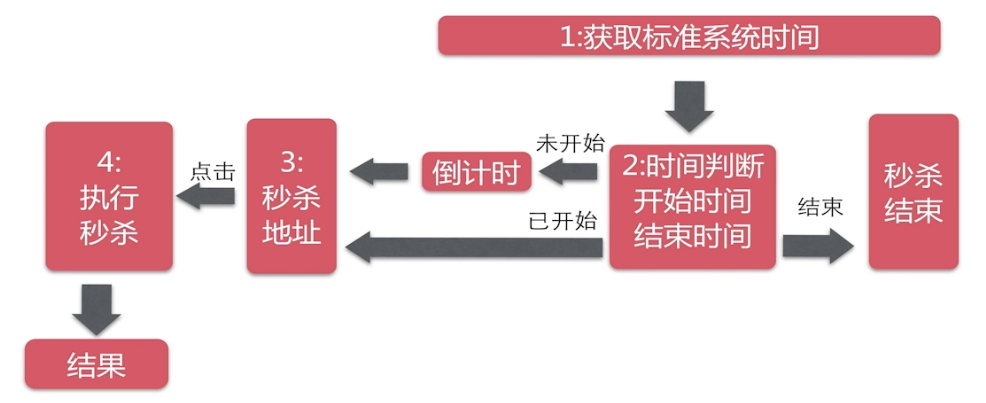 1:获取标准系统时间
4:
执行
秒杀
点击
3:
秒杀
地址
倒计时
未开始
已开始
2:时间判断
开始时间
结束时间
结束
秒杀
结束
结果